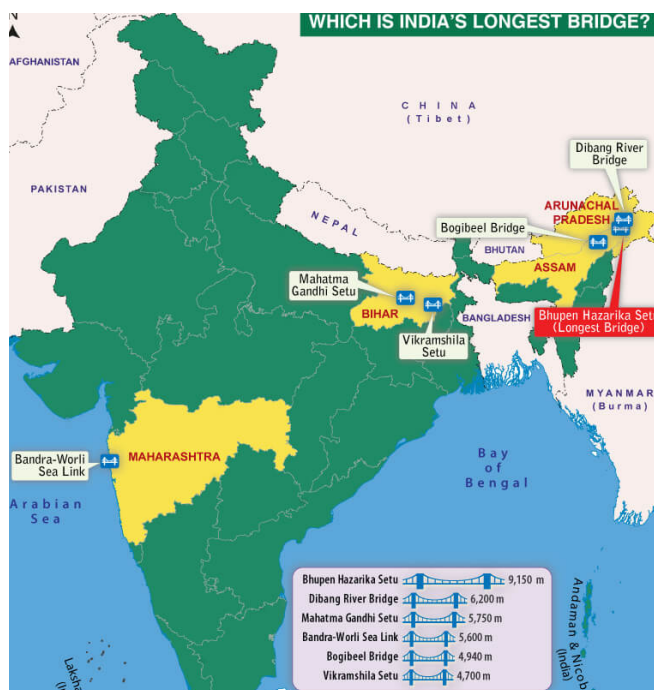 N
WHICH IS INDIA'S LONGEST BRIDGE?
AFGHANISTAN
CHINA
(Tibet)
Dibang River
Bridge
PAKISTAN
NEPAL
ARUNACHAL
PRADESH
Bogibeel Bridge
BHUTAN
ASSAM
Mahatma
Gandhi Setu
BIHAR
BANGLADESH
Bhupen Hazarika Setu
(Longest Bridge)
Vikramshila
Setu
MYANMAR
(Burma)
MAHARASHTRA
Bandra-Worli
Sea Link
Bay
of
Bengal
Arabian
Sea
Bhupen Hazarika Setu 9,150 m
Dibang River Bridge 6,200 m
Mahatma Gandhi Setu 5,750 m
Bandra-Worli Sea Link 5,600 m
Bogibeel Bridge 4,940 m
Vikramshila Setu 4,700 m
Andaman & Nicob
(India)
Laksha